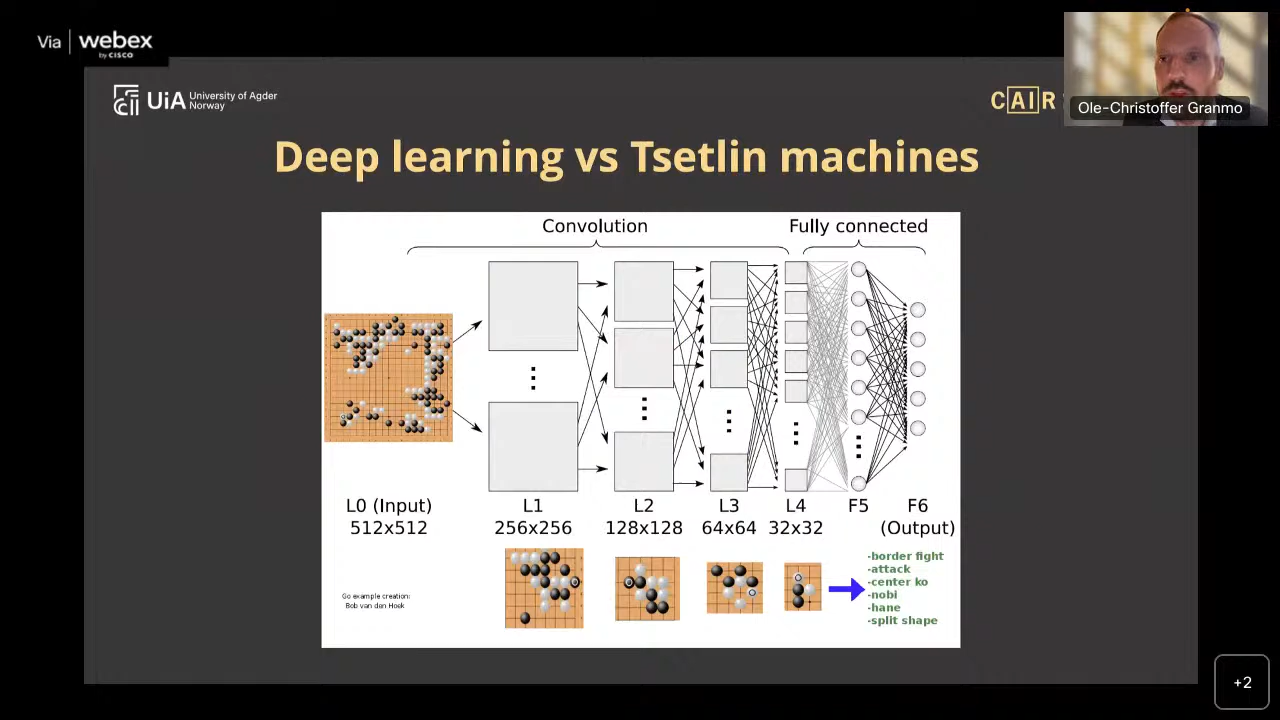 Via webex
by CISCO
UiA University of Agder
Norway
CAIR
Ole-Christoffer Granmo
Deep learning vs Tsetlin machines
Convolution
Fully connected
L0 (Input)
512x512
L1
256x256
L2
128x128
L3
64x64
L4
32x32
F5
F6
(Output)
Go example creation:
Bob van den Hoek
-border fight
-attack
-center ko
-nobi
-hane
-split shape
+2